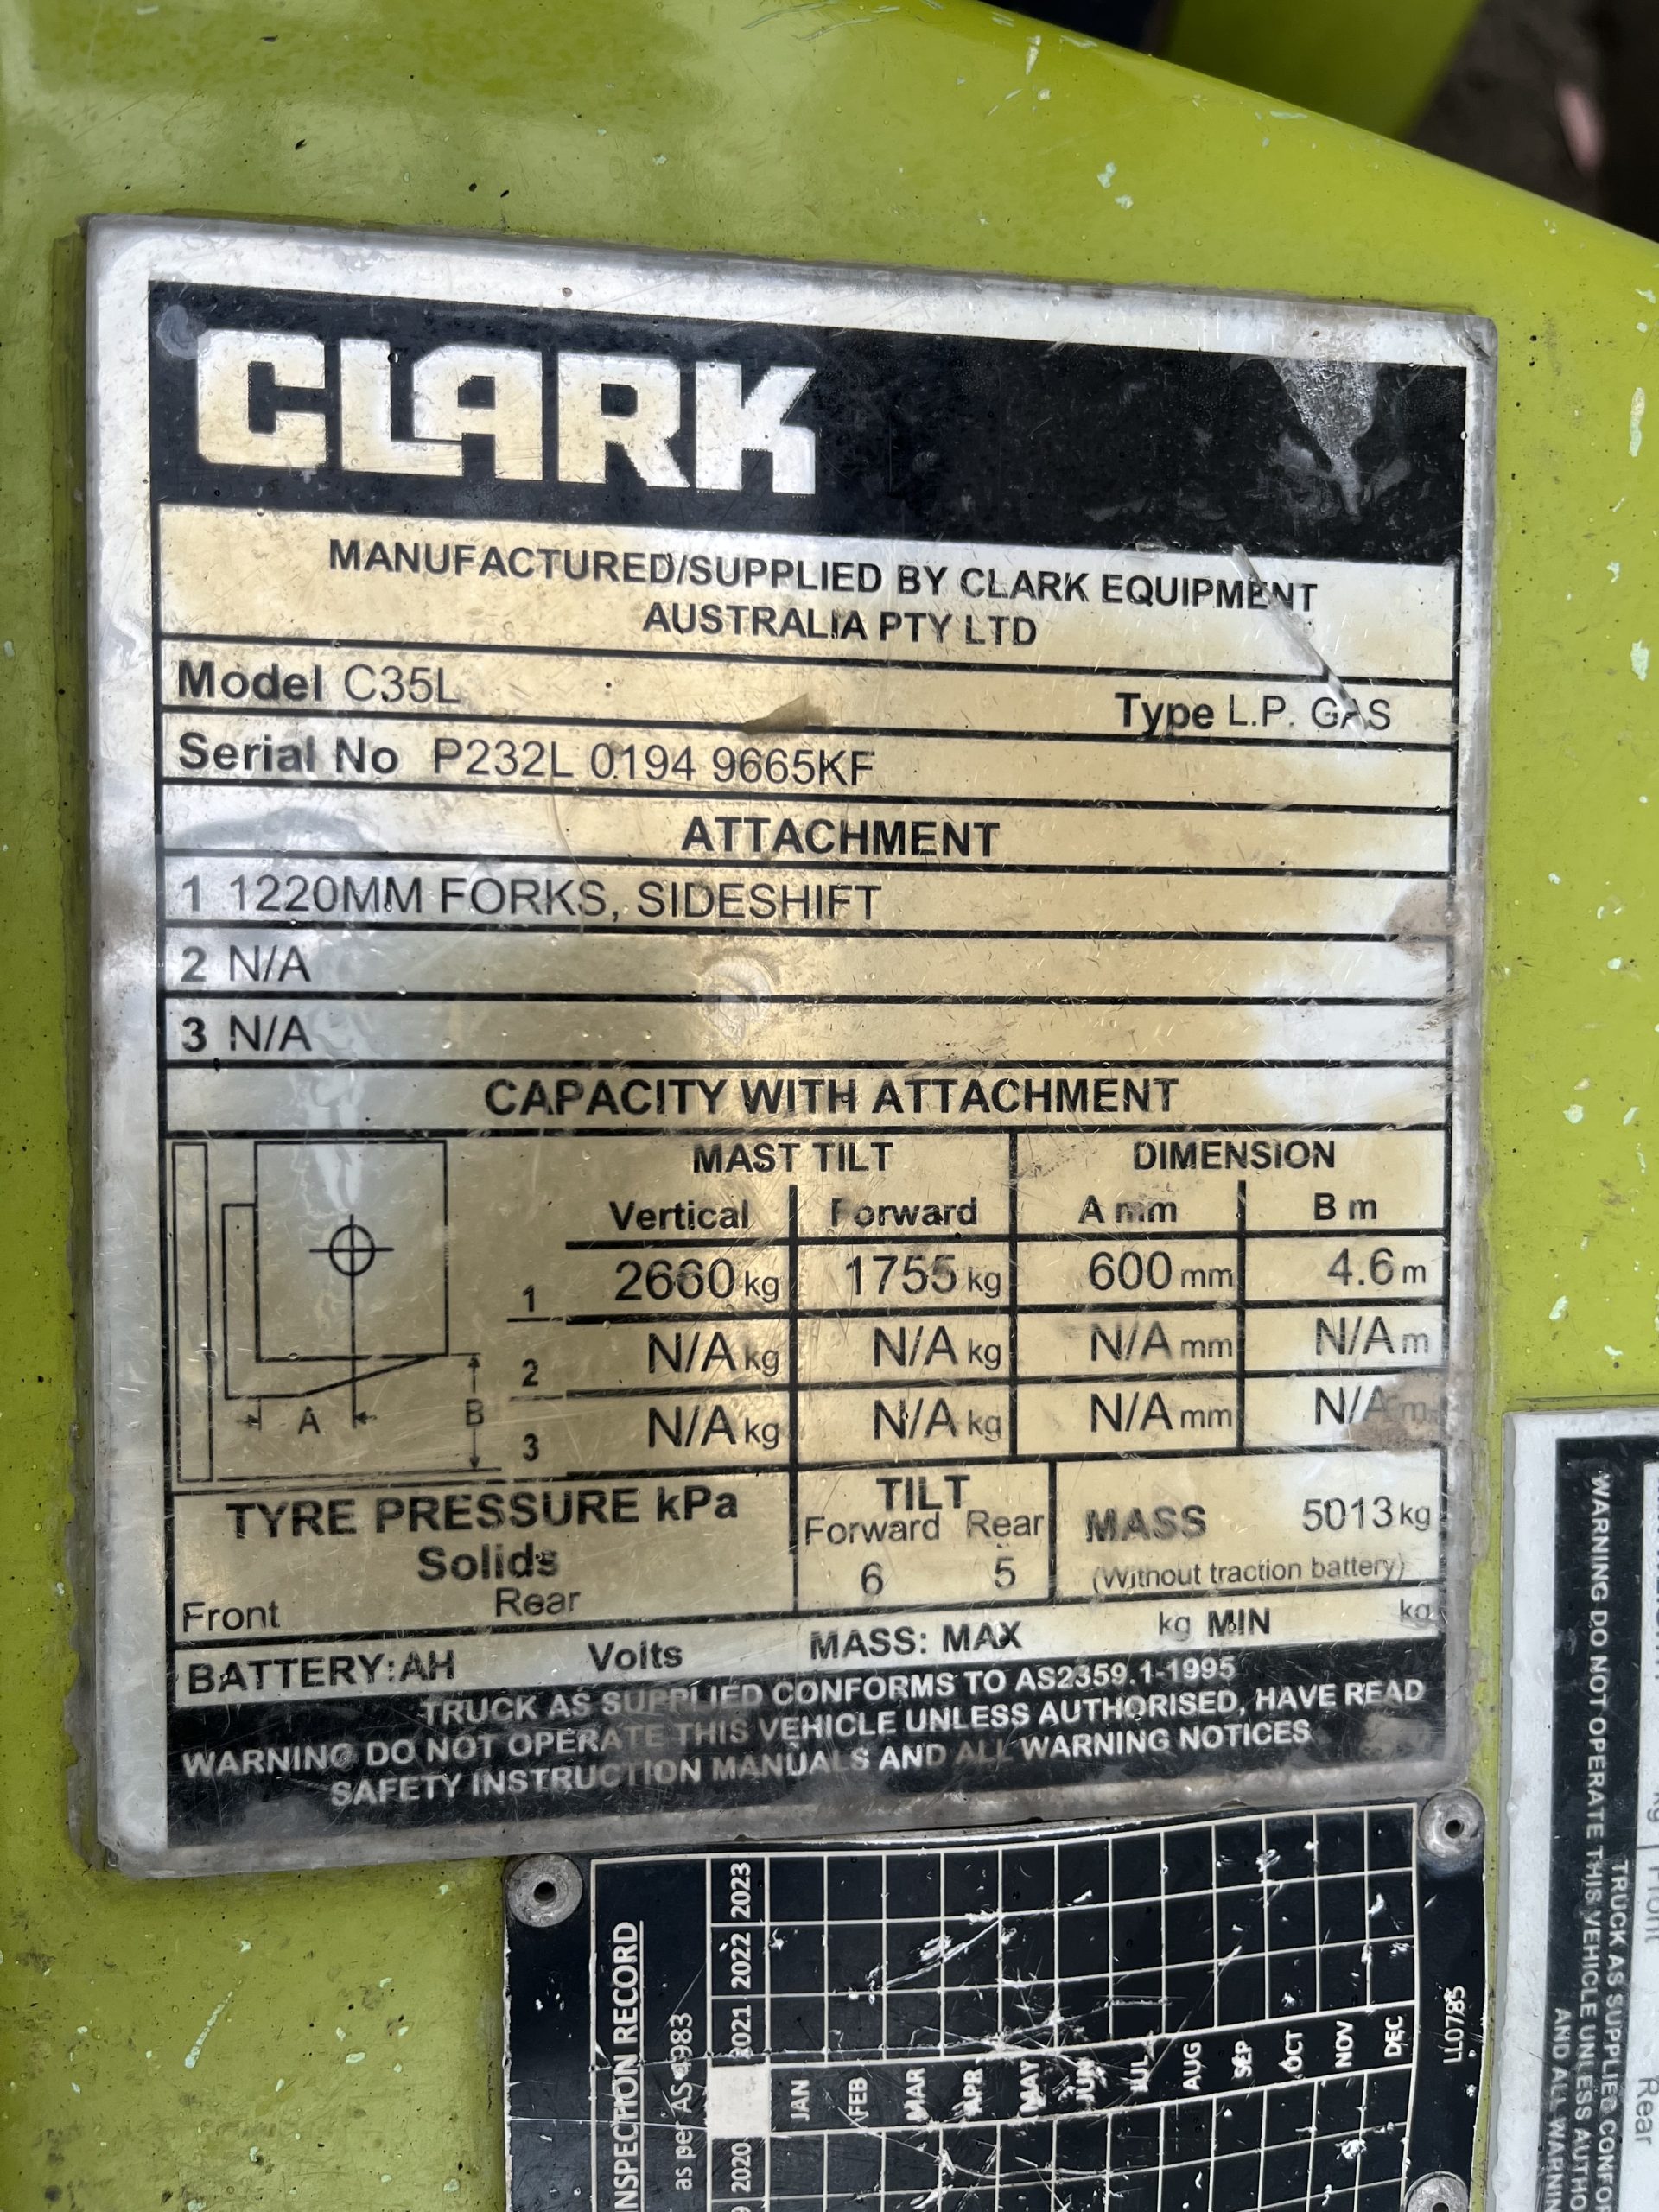 CLARK
MANUFACTURED/SUPPLIED BY CLARK EQUIPMENT
AUSTRALIA PTY LTD
Model C35L Type L.P. GAS
Serial No P232L 0194 9665KF
ATTACHMENT
1 1220MM FORKS, SIDESHIFT
2 N/A
3 N/A
CAPACITY WITH ATTACHMENT
MAST TILT DIMENSION
Vertical Forward A mm B m
1 2660 kg 1755 kg 600 mm 4.6 m
2 N/A kg N/A kg N/A mm N/A m
3 N/A kg N/A kg N/A mm N/A m
A B
TYRE PRESSURE kPa
Solids
Front Rear
TILT
Forward Rear
6 5
MASS 5013 kg
(Without traction battery)
BATTERY:AH Volts MASS: MAX kg MIN kg
TRUCK AS SUPPLIED CONFORMS TO AS2359.1-1995
WARNING DO NOT OPERATE THIS VEHICLE UNLESS AUTHORISED, HAVE READ
SAFETY INSTRUCTION MANUALS AND ALL WARNING NOTICES
INSPECTION RECORD
as per AS4983
2020 2021 2022 2023
JAN
FEB
MAR
APR
MAY
JUN
JUL
AUG
SEP
OCT
NOV
DEC
LL0785
kg Front
Rear
TRUCK AS SUPPLIED CONFO
WARNING DO NOT OPERATE THIS VEHICLE UNLESS AUTHO
AND ALL WARNIN